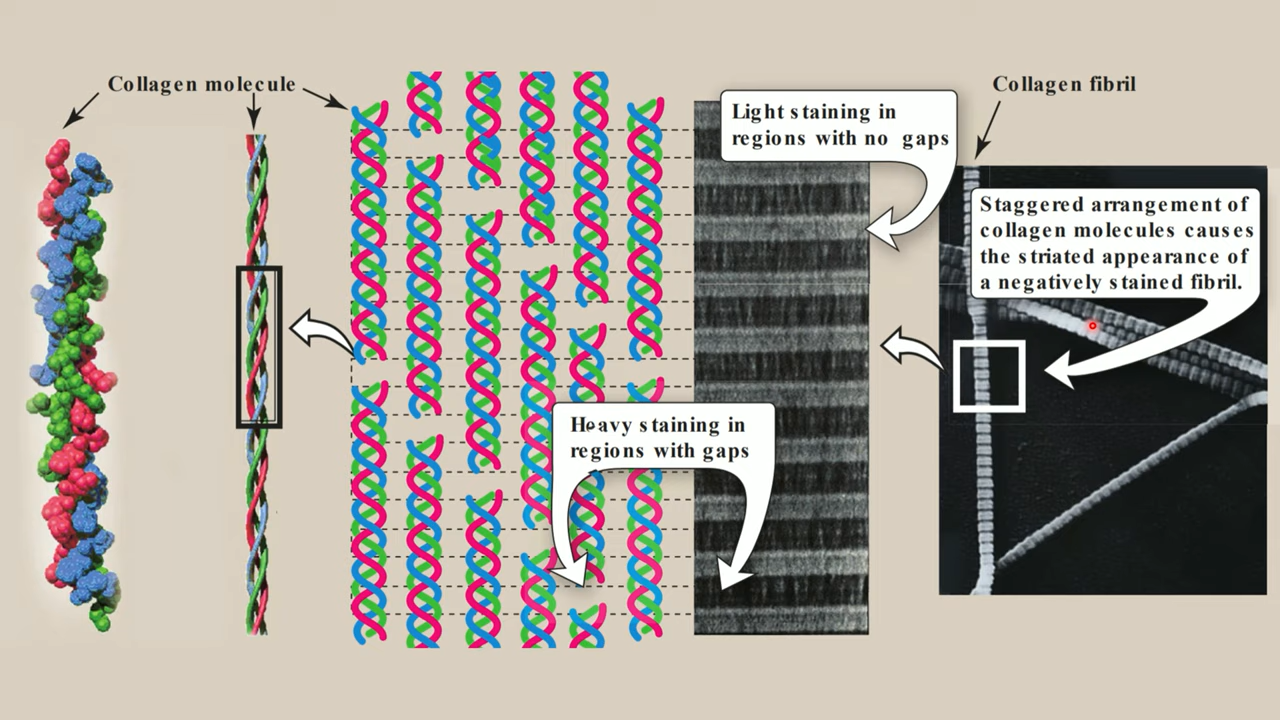 Collagen molecule
Light staining in
regions with no gaps
Collagen fibril
Staggered arrangement of
collagen molecules causes
the striated appearance of
a negatively stained fibril.
Heavy staining in
regions with gaps